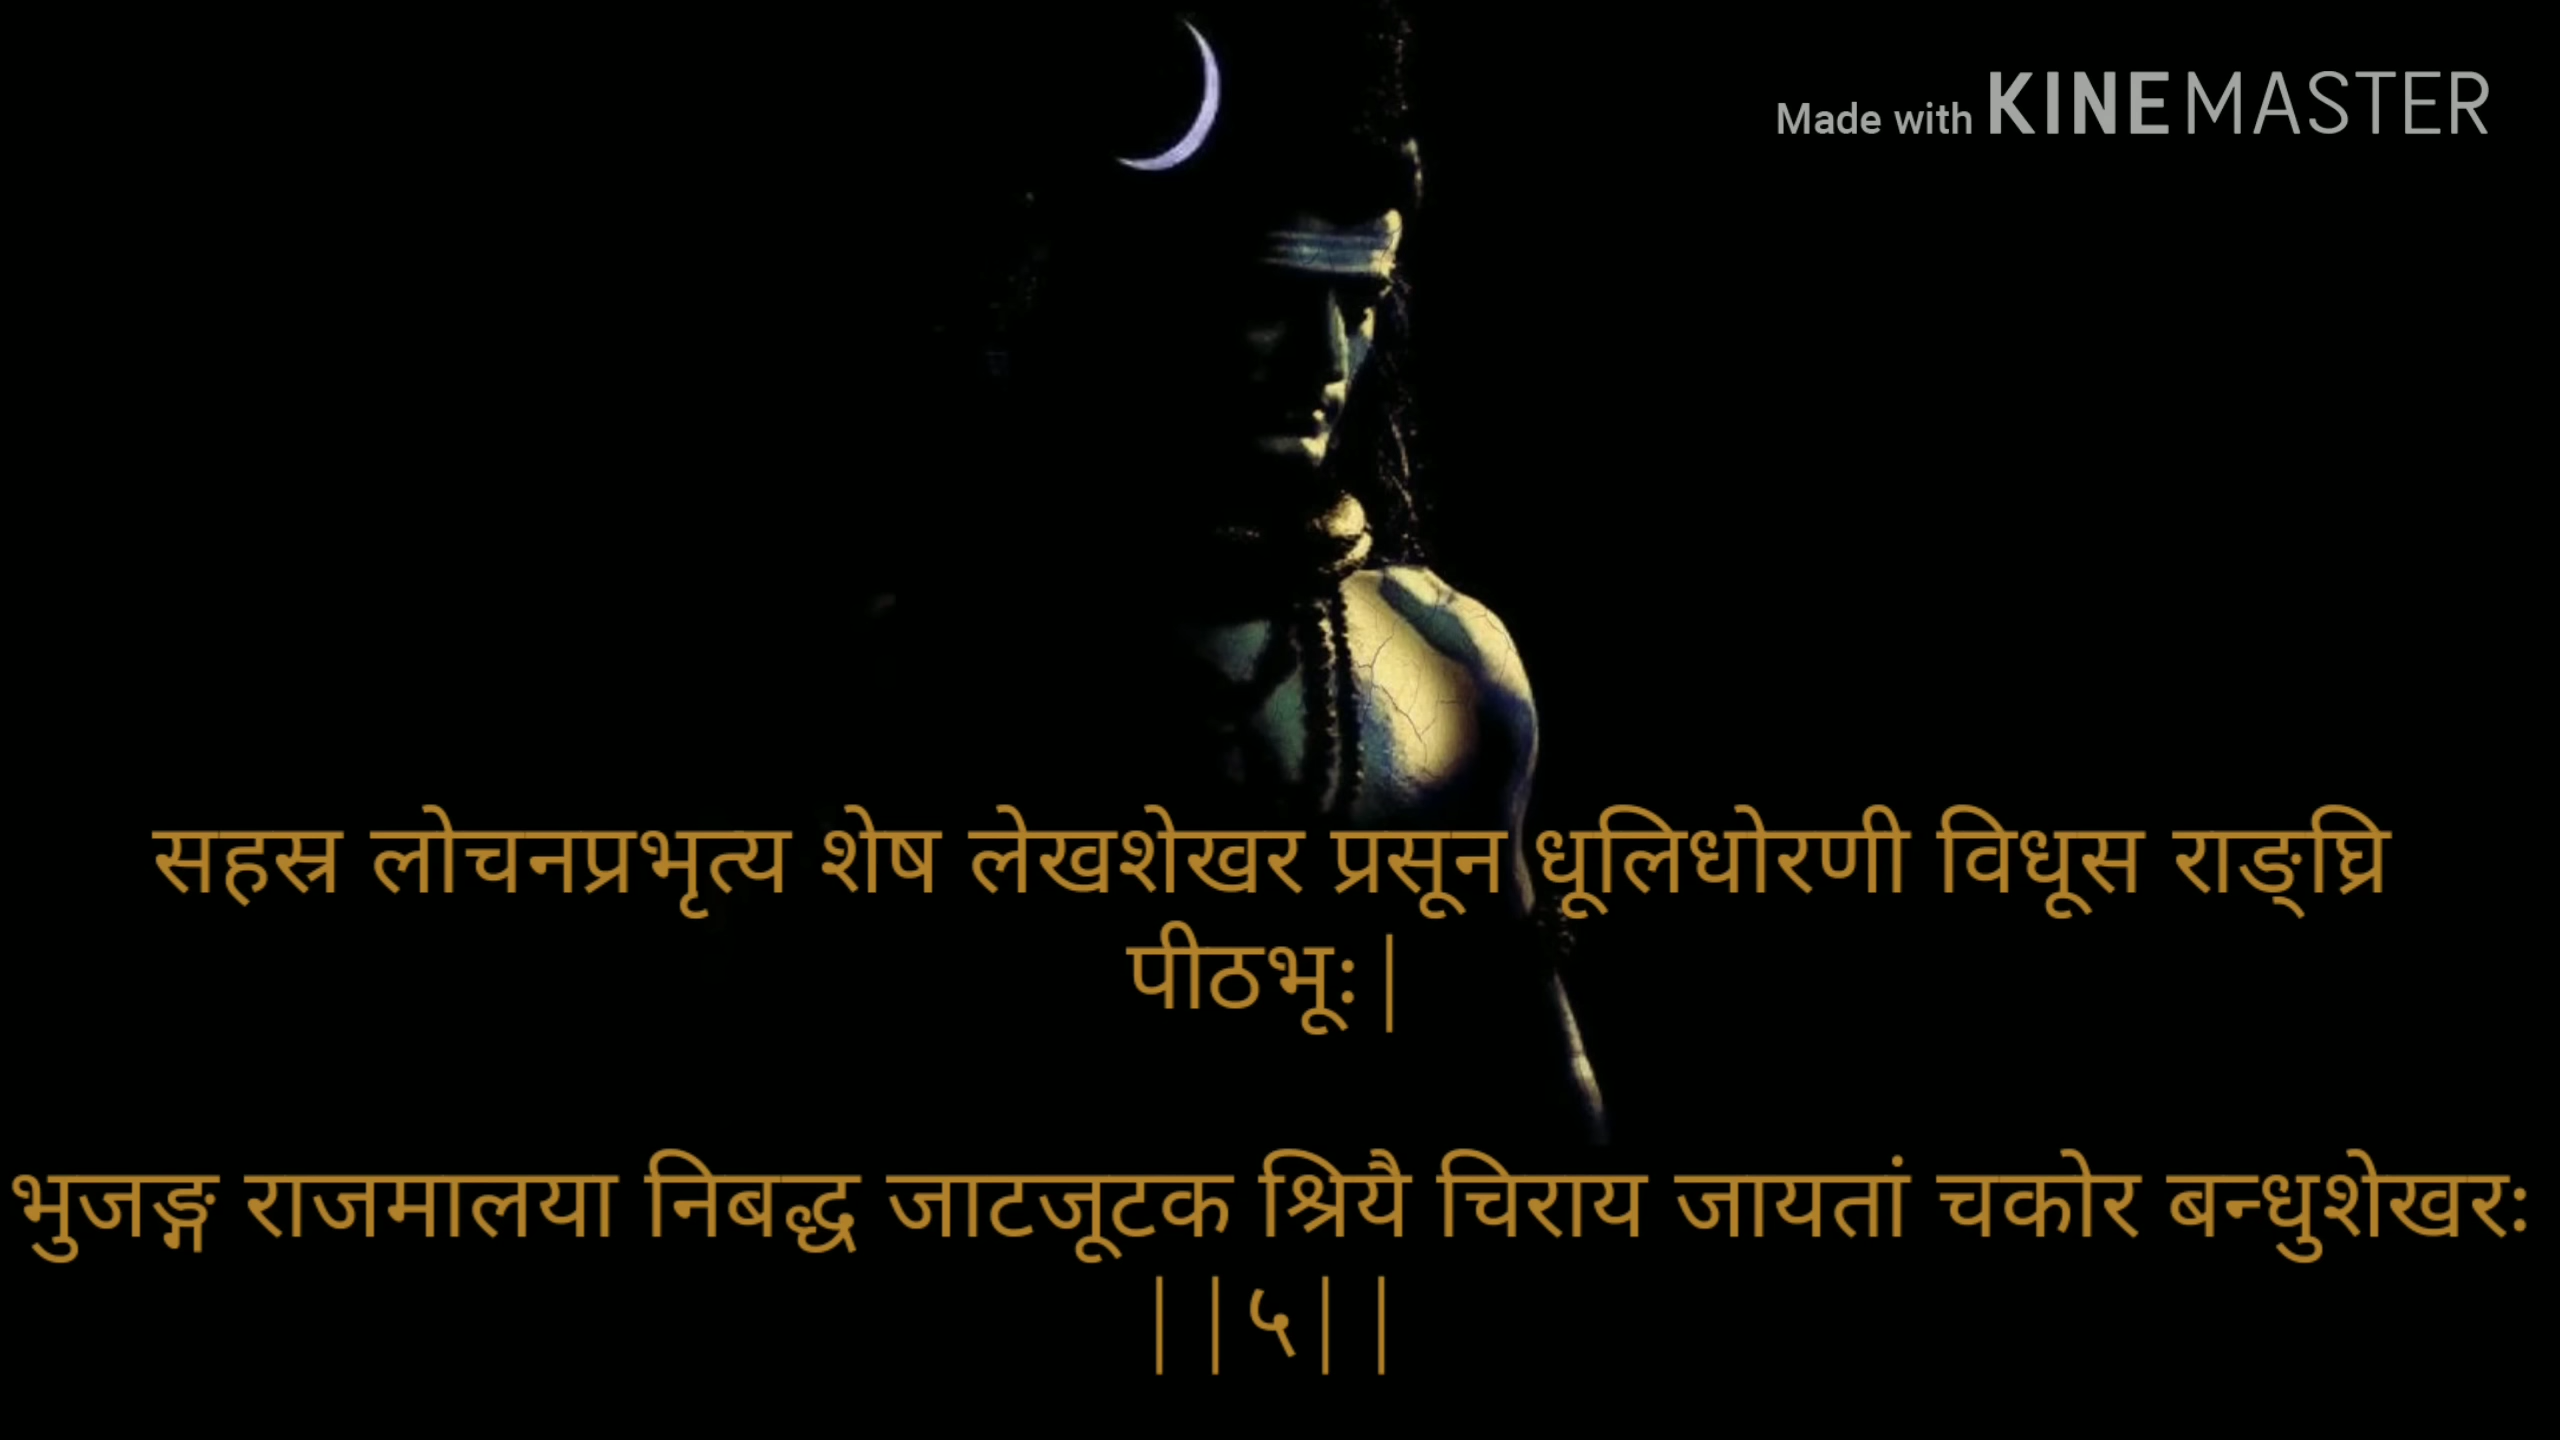 Made with KINEMASTER
सहस्र लोचनप्रभृत्य शेष लेखशेखर प्रसून धूलिधोरणी विधूस राङ्घ्रि
पीठभूः|
भुजङ्ग राजमालया निबद्ध जाटजूटक श्रियै चिराय जायतां चकोर बन्धुशेखरः
||५||